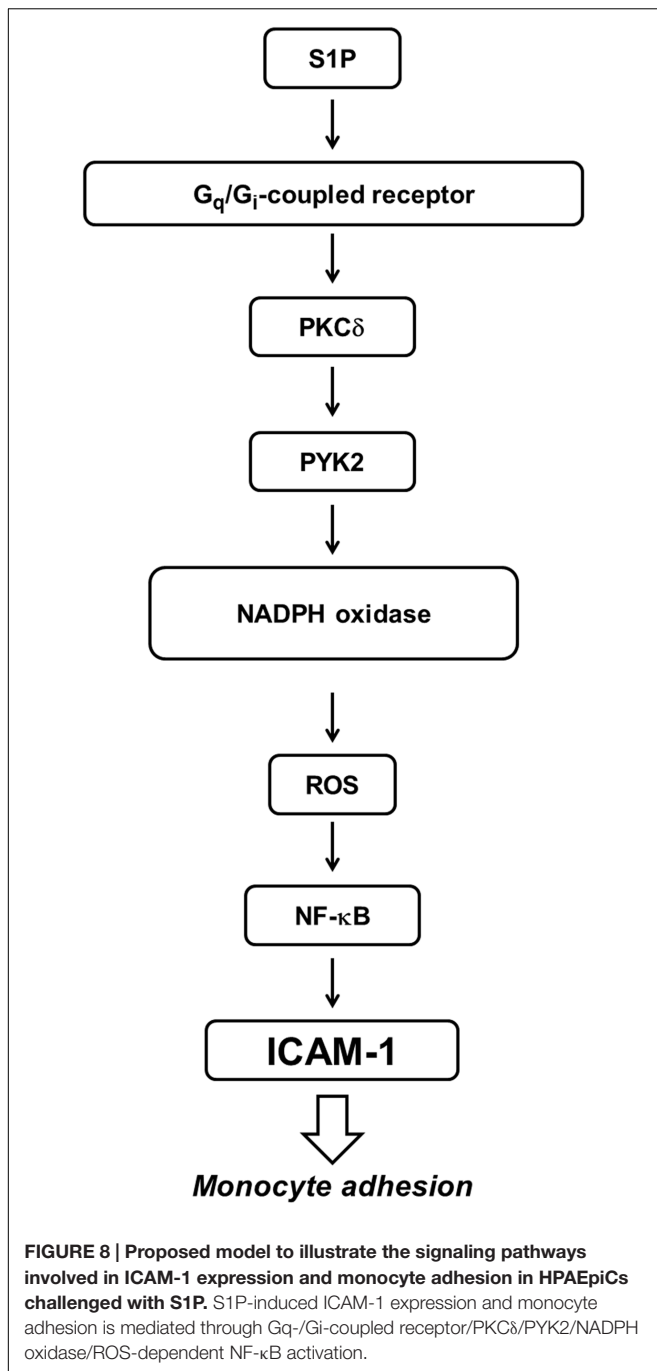 S1P
Gq/Gi-coupled receptor
PKCδ
PYK2
NADPH oxidase
ROS
NF-κB
ICAM-1
Monocyte adhesion
FIGURE 8 | Proposed model to illustrate the signaling pathways
involved in ICAM-1 expression and monocyte adhesion in HPAEpiCs
challenged with S1P. S1P-induced ICAM-1 expression and monocyte
adhesion is mediated through Gq-/Gi-coupled receptor/PKCδ/PYK2/NADPH
oxidase/ROS-dependent NF-κB activation.